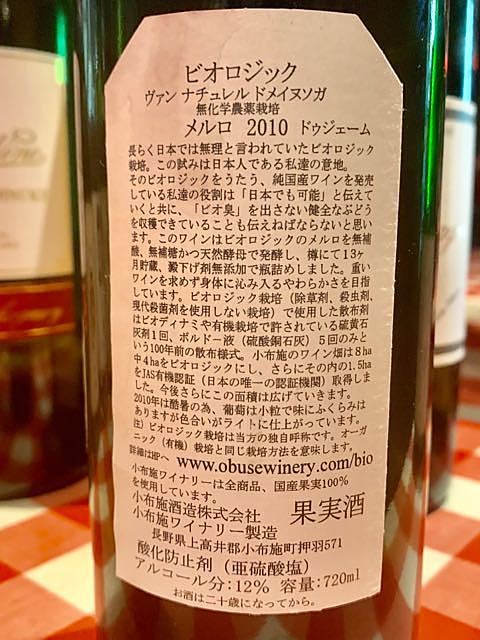 ビオロジック
ヴァン ナチュレル ドメイヌソガ
無化学農薬栽培
メルロ 2010 ドゥジェーム
長らく日本では無理と言われていたビオロジック
栽培。この試みは日本人である私達の意地。
そのビオロジックをうたう、純国産ワインを発売
している私達の役割は「日本でも可能」と伝えて
いくと共に、「ビオ臭」を出さない健全なぶどう
を収穫できていることも伝えねばならないと思い
ます。このワインはビオロジックのメルロを無補
酸、無補糖かつ天然酵母で発酵し、樽にて13ヶ
月貯蔵、澱下げ剤無添加で瓶詰めしました。重い
ワインを求めず身体に沁み入るやわらかさを目指
しています。ビオロジック栽培（除草剤、殺虫剤、
現代殺菌剤を使用しない栽培）で使用した散布剤
はビオディナミや有機栽培で許されている硫黄石
灰剤1回、ボルドー液（硫酸銅石灰）5回のみと
いう100年前の散布様式。小布施のワイン畑は8ha
中4haをビオロジックにし、さらにその内の1.5ha
をJAS有機認証（日本の唯一の認証機関）取得しま
した。今後さらにこの面積は広げていきます。
2010年は酷暑の為、葡萄は小粒で味にふくらみは
ありますが色合いがライトに仕上がっています。
注）ビオロジック栽培は当方の独自呼称です。オーガ
ニック（有機）栽培と同じ栽培方法を意味します。
詳細は㏋へ www.obusewinery.com/bio
小布施ワイナリーは全商品、国産果実100%
を使用しています。
小布施酒造株式会社 果実酒
小布施ワイナリー製造
長野県上高井郡小布施町押羽571
酸化防止剤（亜硫酸塩）
アルコール分:12% 容量:720ml
お酒は二十歳になってから。